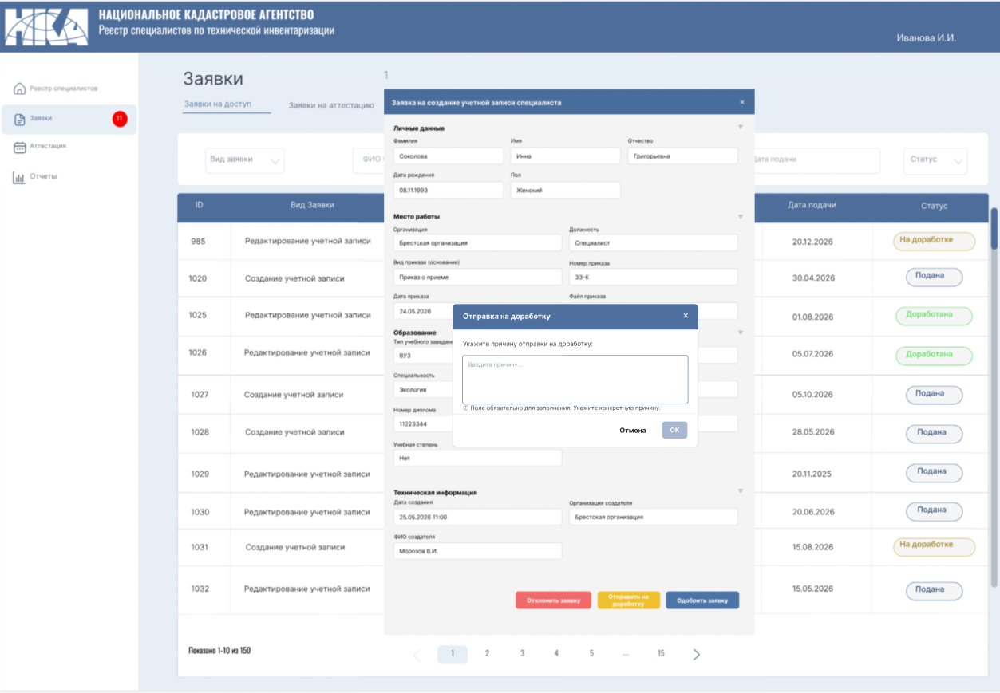 НКА
НАЦИОНАЛЬНОЕ КАДАСТРОВОЕ АГЕНТСТВО
Реестр специалистов по технической инвентаризации
Иванова И.И.
Реестр специалистов
Заявки
11
Аттестация
Отчеты
Заявки
1
Заявки на доступ
Заявки на аттестацию
Вид заявки
ФИО
Дата подачи
Статус
ID
Вид Заявки
Дата подачи
Статус
985
Редактирование учетной записи
20.12.2026
На доработке
1020
Создание учетной записи
30.04.2026
Подана
1025
Редактирование учетной записи
01.08.2026
Доработана
1026
Редактирование учетной записи
05.07.2026
Доработана
1027
Создание учетной записи
05.10.2026
Подана
1028
Создание учетной записи
28.05.2026
Подана
1029
Редактирование учетной записи
20.11.2025
Подана
1030
Редактирование учетной записи
20.06.2026
Подана
1031
Создание учетной записи
15.08.2026
На доработке
1032
Редактирование учетной записи
15.05.2026
Подана
Показано 1-10 из 150
1 2 3 4 5 ... 15
Заявка на создание учетной записи специалиста
Личные данные
Фамилия Имя Отчество
Соколова Инна Григорьевна
Дата рождения Пол
08.11.1993 Женский
Место работы
Организация Должность
Брестская организация Специалист
Вид приказа (основание) Номер приказа
Приказ о приеме 33-К
Дата приказа Файл приказа
24.05.2026
Образование
Тип учебного заведен
ВУЗ
Специальность
Экология
Номер диплома
11223344
Учебная степень
Нет
Техническая информация
Дата создания Организация создателя
25.05.2026 11:00 Брестская организация
ФИО создателя
Морозов В.И.
Отклонить заявку
Отправить на
доработку
Одобрить заявку
Отправка на доработку
Укажите причину отправки на доработку:
Введите причину...
Поле обязательно для заполнения. Укажите конкретную причину.
Отмена
ОК